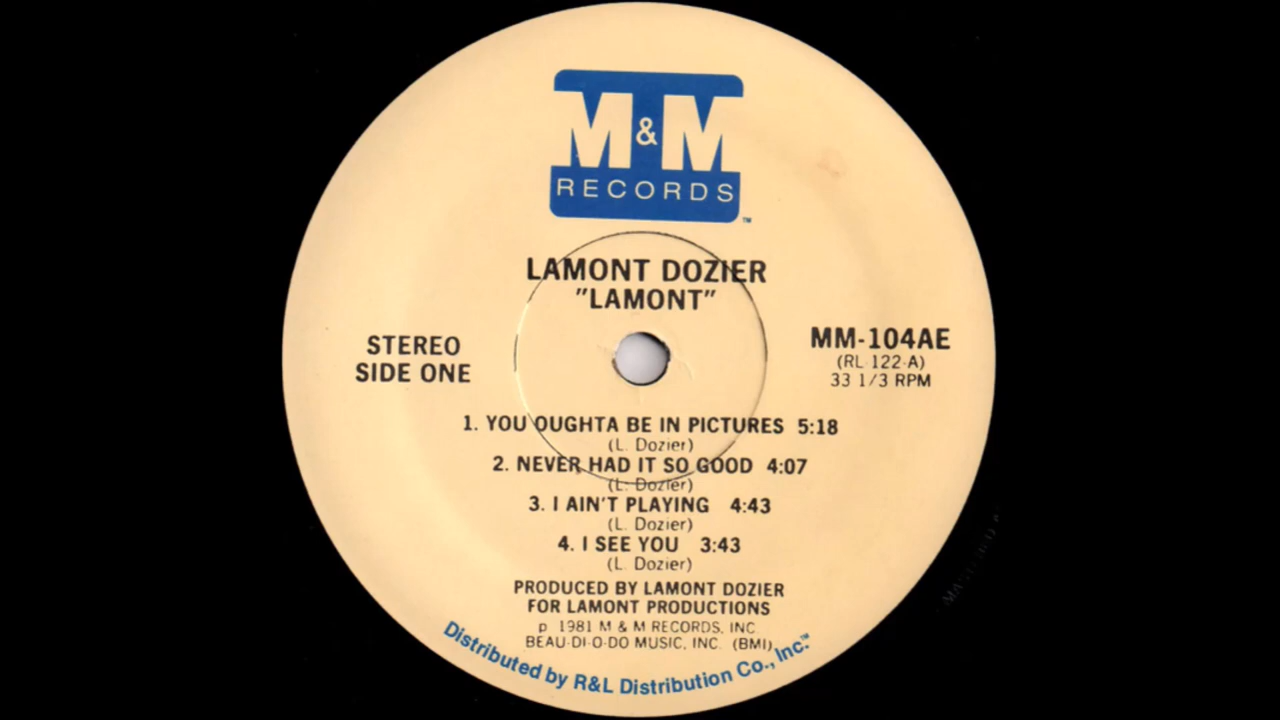 M&M
RECORDS
™
LAMONT DOZIER
"LAMONT"
STEREO
SIDE ONE
MM-104AE
(RL-122-A)
33 1/3 RPM
1. YOU OUGHTA BE IN PICTURES 5:18
(L. Dozier)
2. NEVER HAD IT SO GOOD 4:07
(L. Dozier)
3. I AIN'T PLAYING 4:43
(L. Dozier)
4. I SEE YOU 3:43
(L. Dozier)
PRODUCED BY LAMONT DOZIER
FOR LAMONT PRODUCTIONS
p 1981 M & M RECORDS, INC.
BEAU-DI-O-DO MUSIC, INC. (BMI)
Distributed by R&L Distribution Co., Inc.™